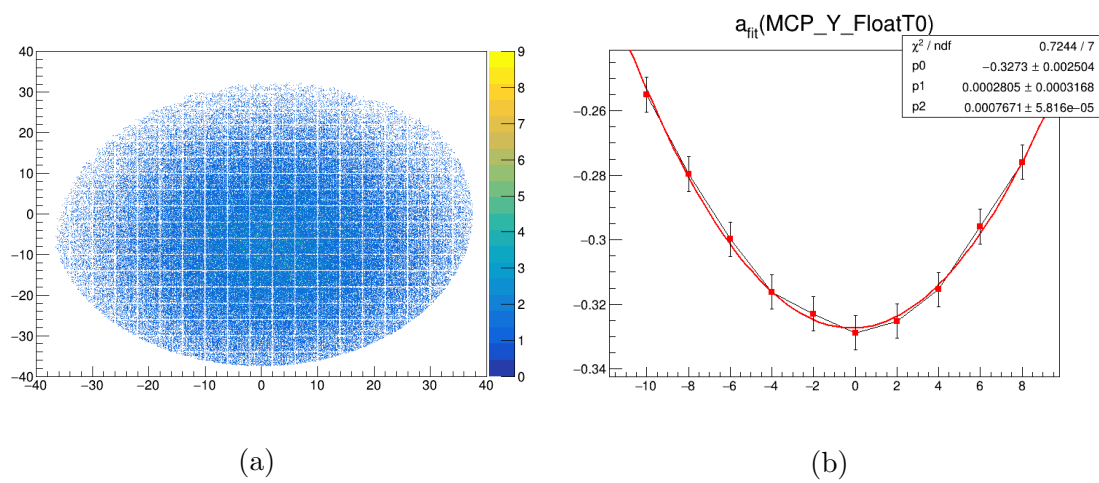 a_fit(MCP_Y_FloatT0)
χ² / ndf 0.7244 / 7
p0 −0.3273 ± 0.002504
p1 0.0002805 ± 0.0003168
p2 0.0007671 ± 5.816e−05
40
30
20
10
0
−10
−20
−30
−40
−40 −30 −20 −10 0 10 20 30 40
9
8
7
6
5
4
3
2
1
0
−0.26
−0.28
−0.3
−0.32
−0.34
−10 −8 −6 −4 −2 0 2 4 6 8
(a)
(b)